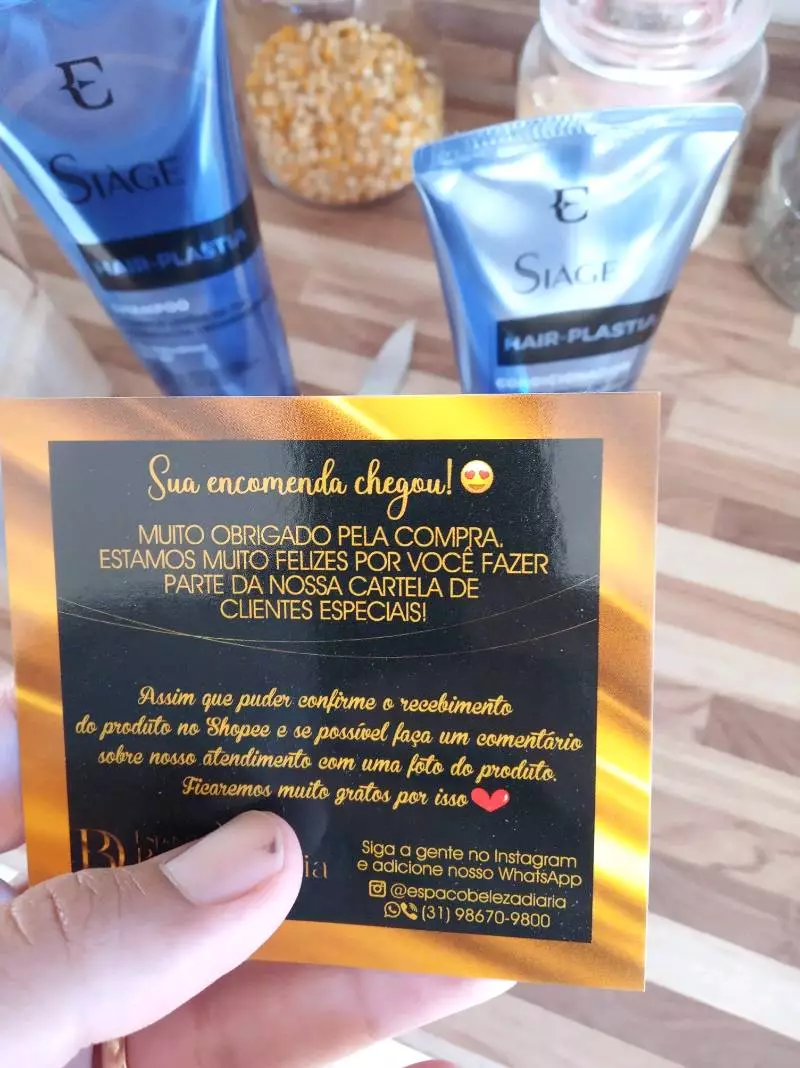 E
SIÀGE
HAIR-PLASTIA
SHAMPOO
E
SIÀGE
HAIR-PLASTIA
CONDICIONADOR
Sua encomenda chegou! 😍
MUITO OBRIGADO PELA COMPRA.
ESTAMOS MUITO FELIZES POR VOCÊ FAZER
PARTE DA NOSSA CARTELA DE
CLIENTES ESPECIAIS!
Assim que puder confirme o recebimento
do produto no Shopee e se possível faça um comentário
sobre nosso atendimento com uma foto do produto.
Ficaremos muito gratos por isso ❤
Siga a gente no Instagram
e adicione nosso WhatsApp
@espacobelezadiaria
(31) 98670-9800